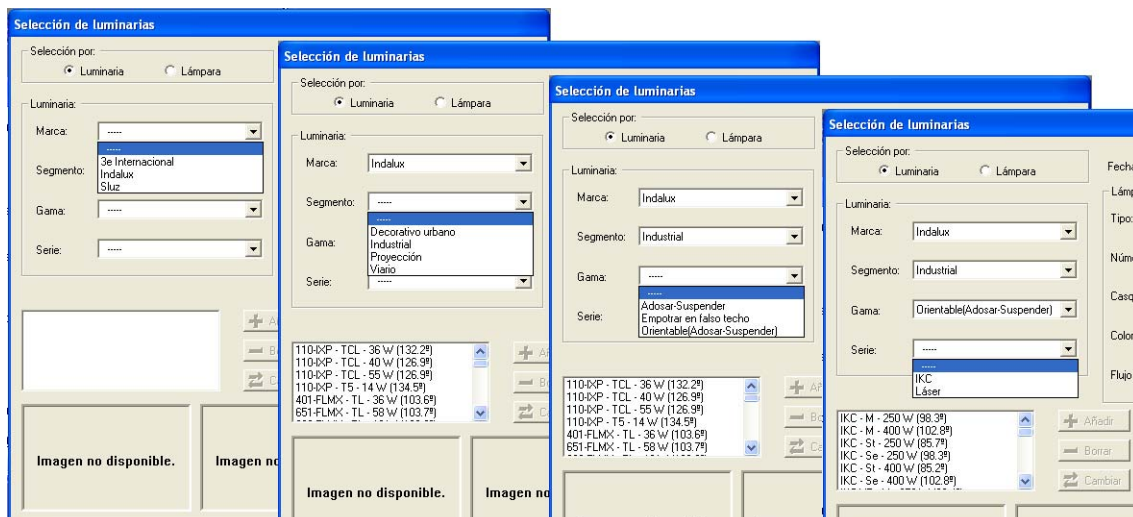 Selección de luminarias
Selección por:
Luminaria
Lámpara
Luminaria:
Marca:
-----
-----
3e Internacional
Indalux
Sluz
Segmento:
Gama:
-----
Serie:
-----
Imagen no disponible.
Selección de luminarias
Selección por:
Luminaria
Lámpara
Luminaria:
Marca:
Indalux
Segmento:
-----
-----
Decorativo urbano
Industrial
Proyección
Viario
Gama:
Serie:
-----
110-IXP - TCL - 36 W (132.2º)
110-IXP - TCL - 40 W (126.9º)
110-IXP - TCL - 55 W (126.9º)
110-IXP - T5 - 14 W (134.5º)
401-FLMX - TL - 36 W (103.6º)
651-FLMX - TL - 58 W (103.7º)
Imagen no disponible.
Selección de luminarias
Selección por:
Luminaria
Lámpara
Luminaria:
Marca:
Indalux
Segmento:
Industrial
Gama:
-----
-----
Adosar-Suspender
Empotrar en falso techo
Orientable(Adosar-Suspender)
Serie:
110-IXP - TCL - 36 W (132.2º)
110-IXP - TCL - 40 W (126.9º)
110-IXP - TCL - 55 W (126.9º)
110-IXP - T5 - 14 W (134.5º)
401-FLMX - TL - 36 W (103.6º)
651-FLMX - TL - 58 W (103.7º)
Selección de luminarias
Selección por:
Luminaria
Lámpara
Luminaria:
Marca:
Indalux
Segmento:
Industrial
Gama:
Orientable(Adosar-Suspender)
Serie:
-----
-----
IKC
Láser
IKC - M - 250 W (98.3º)
IKC - M - 400 W (102.8º)
IKC - St - 250 W (85.7º)
IKC - Se - 250 W (98.3º)
IKC - St - 400 W (85.2º)
IKC - Se - 400 W (102.8º)
Añadir
Borrar
Cambiar
Tipo: